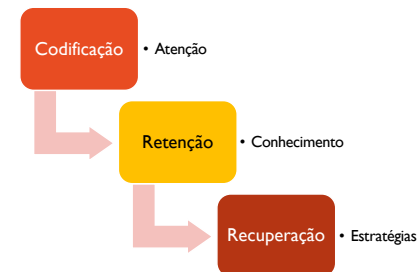 Codificação
• Atenção
Retenção
• Conhecimento
Recuperação
• Estratégias